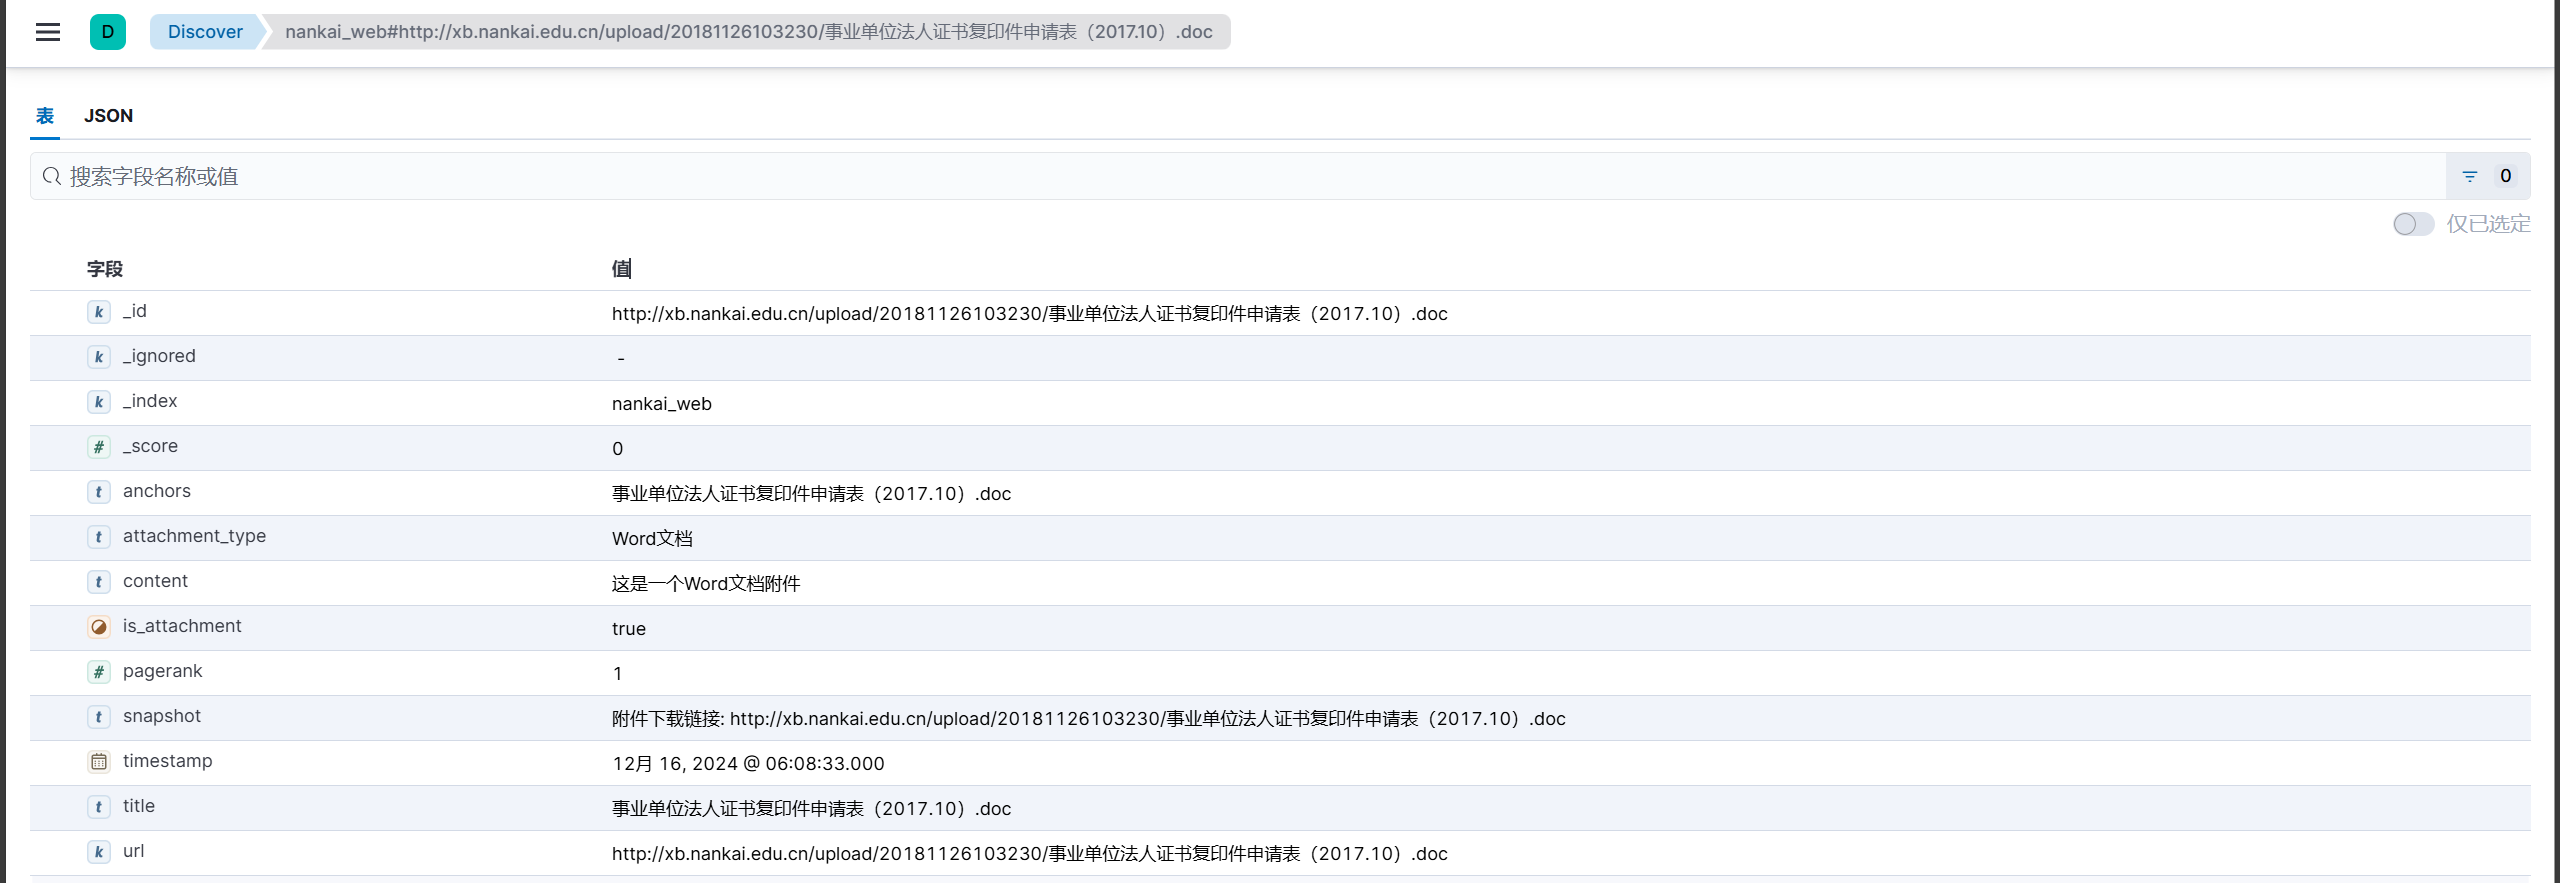 D Discover nankai_web#http://xb.nankai.edu.cn/upload/20181126103230/事业单位法人证书复印件申请表（2017.10）.doc
表 JSON
搜索字段名称或值 0
仅已选定
字段 值
k _id http://xb.nankai.edu.cn/upload/20181126103230/事业单位法人证书复印件申请表（2017.10）.doc
k _ignored -
k _index nankai_web
# _score 0
t anchors 事业单位法人证书复印件申请表（2017.10）.doc
t attachment_type Word文档
t content 这是一个Word文档附件
is_attachment true
# pagerank 1
t snapshot 附件下载链接: http://xb.nankai.edu.cn/upload/20181126103230/事业单位法人证书复印件申请表（2017.10）.doc
timestamp 12月 16, 2024 @ 06:08:33.000
t title 事业单位法人证书复印件申请表（2017.10）.doc
k url http://xb.nankai.edu.cn/upload/20181126103230/事业单位法人证书复印件申请表（2017.10）.doc